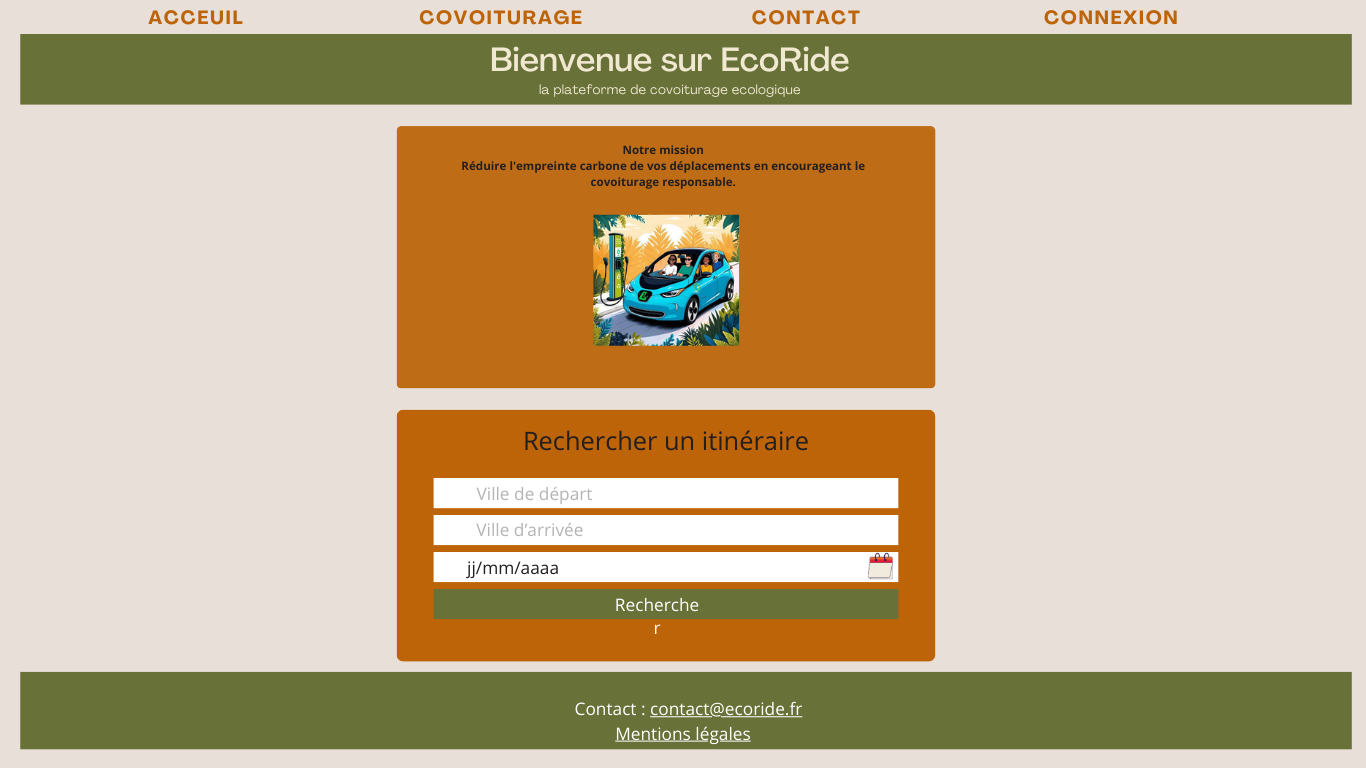 ACCEUIL COVOITURAGE CONTACT CONNEXION
Bienvenue sur EcoRide
la plateforme de covoiturage ecologique
Notre mission
Réduire l'empreinte carbone de vos déplacements en encourageant le
covoiturage responsable.
Rechercher un itinéraire
Ville de départ
Ville d'arrivée
jj/mm/aaaa
Recherche
r
Contact : contact@ecoride.fr
Mentions légales